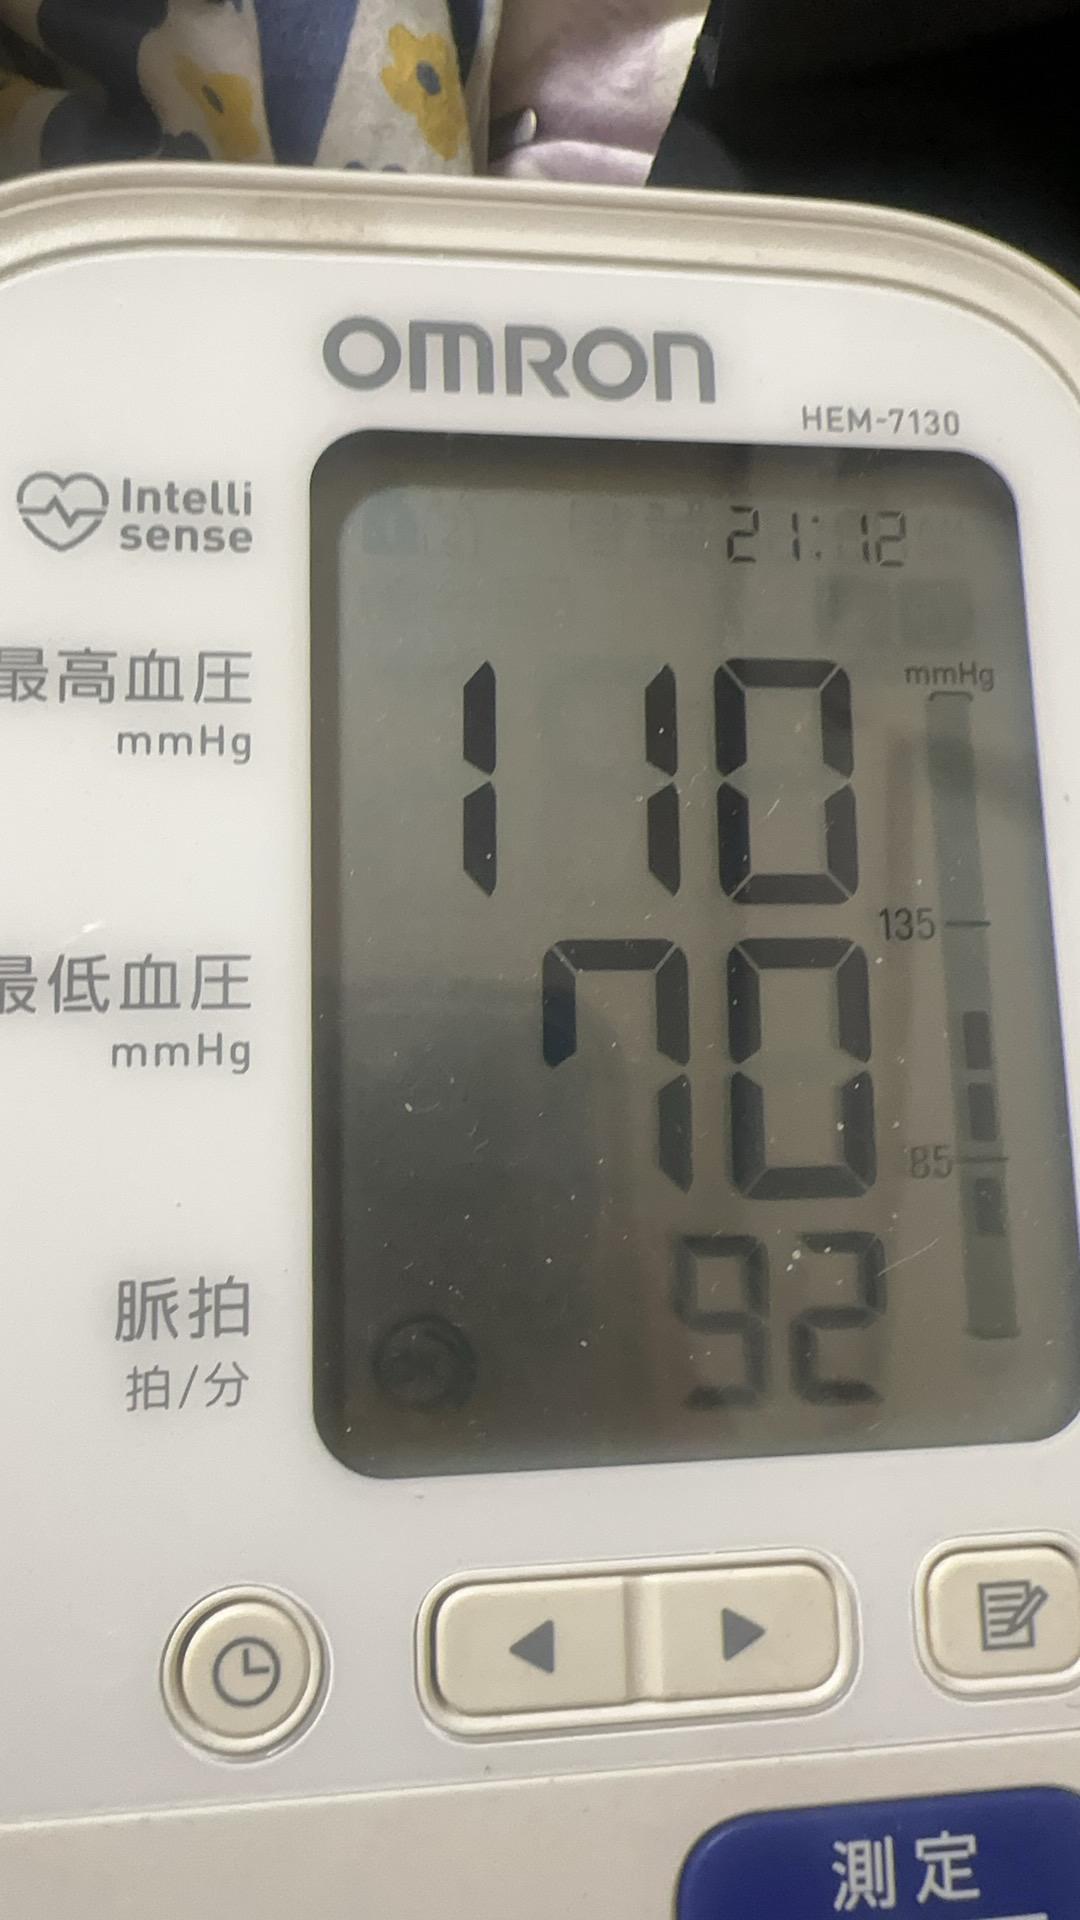 OMRON
HEM-7130
Intelli
sense
21:12
最高血圧
mmHg
110
mmHg
135
最低血圧
mmHg
70
85
脈拍
拍/分
92
測定